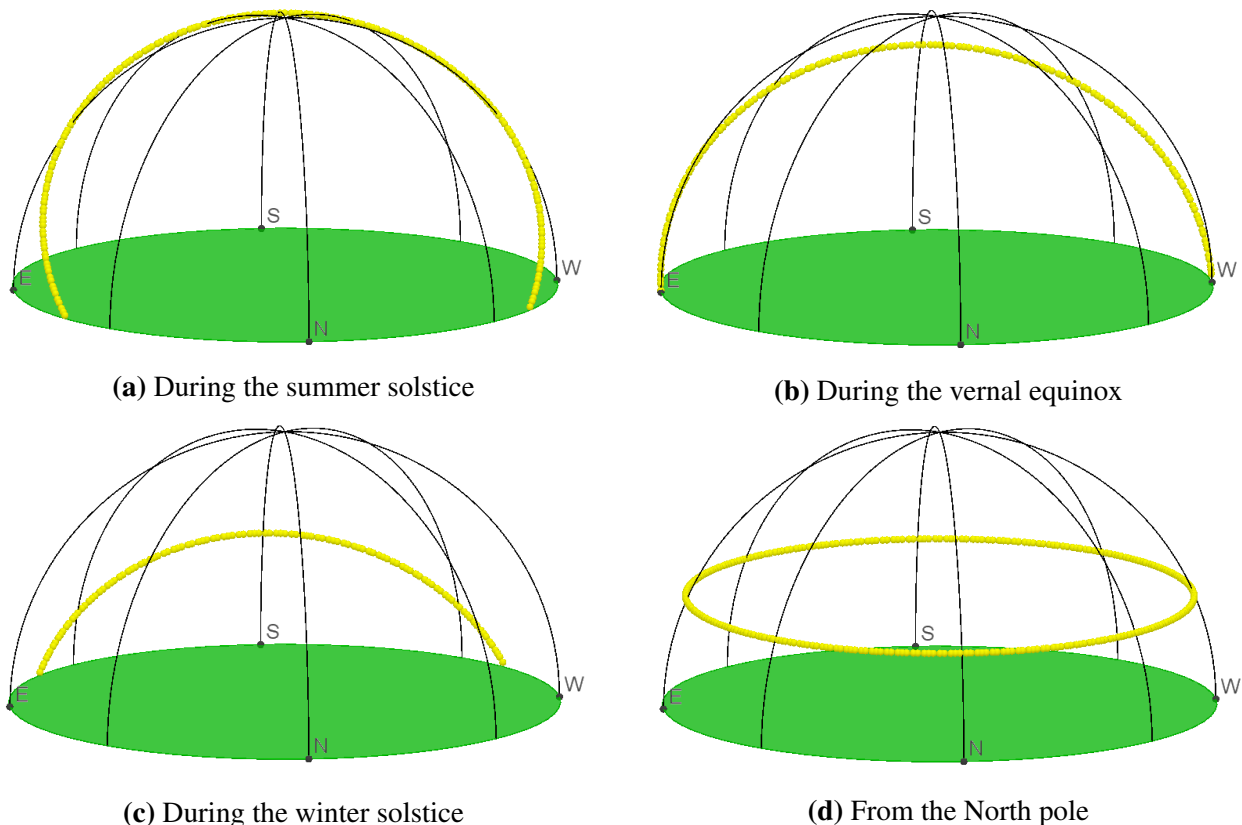 S
E
W
N
(a) During the summer solstice
S
E
W
N
(b) During the vernal equinox
S
E
W
N
(c) During the winter solstice
S
E
W
N
(d) From the North pole